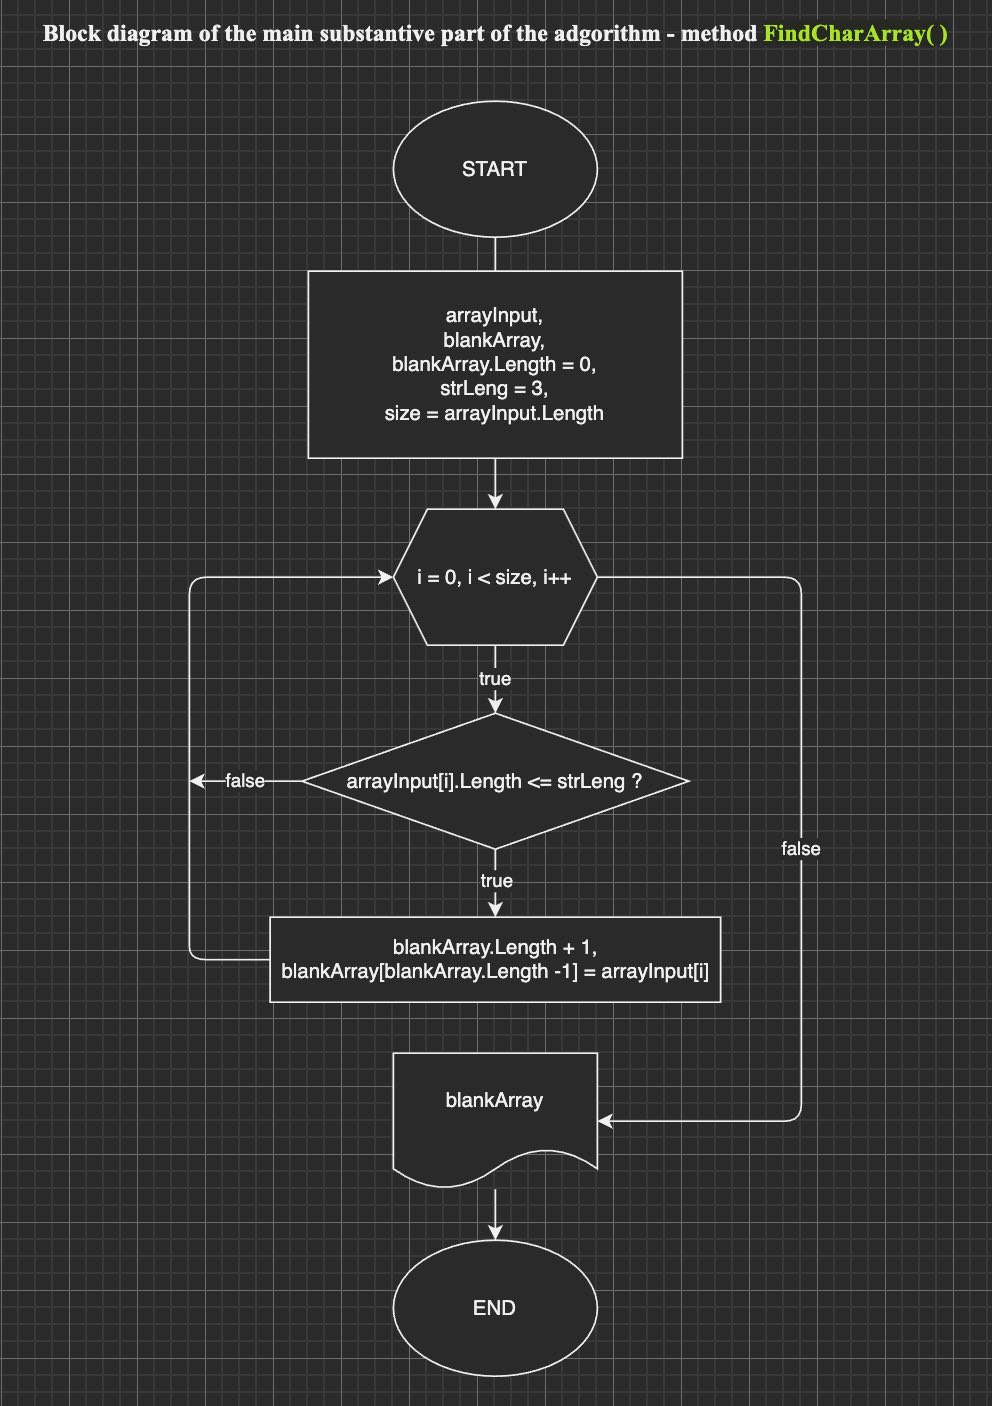 Block diagram of the main substantive part of the adgorithm - method FindCharArray( )
START
arrayInput,
blankArray,
blankArray.Length = 0,
strLeng = 3,
size = arrayInput.Length
i = 0, i < size, i++
true
arrayInput[i].Length <= strLeng ?
false
false
true
blankArray.Length + 1,
blankArray[blankArray.Length -1] = arrayInput[i]
blankArray
END